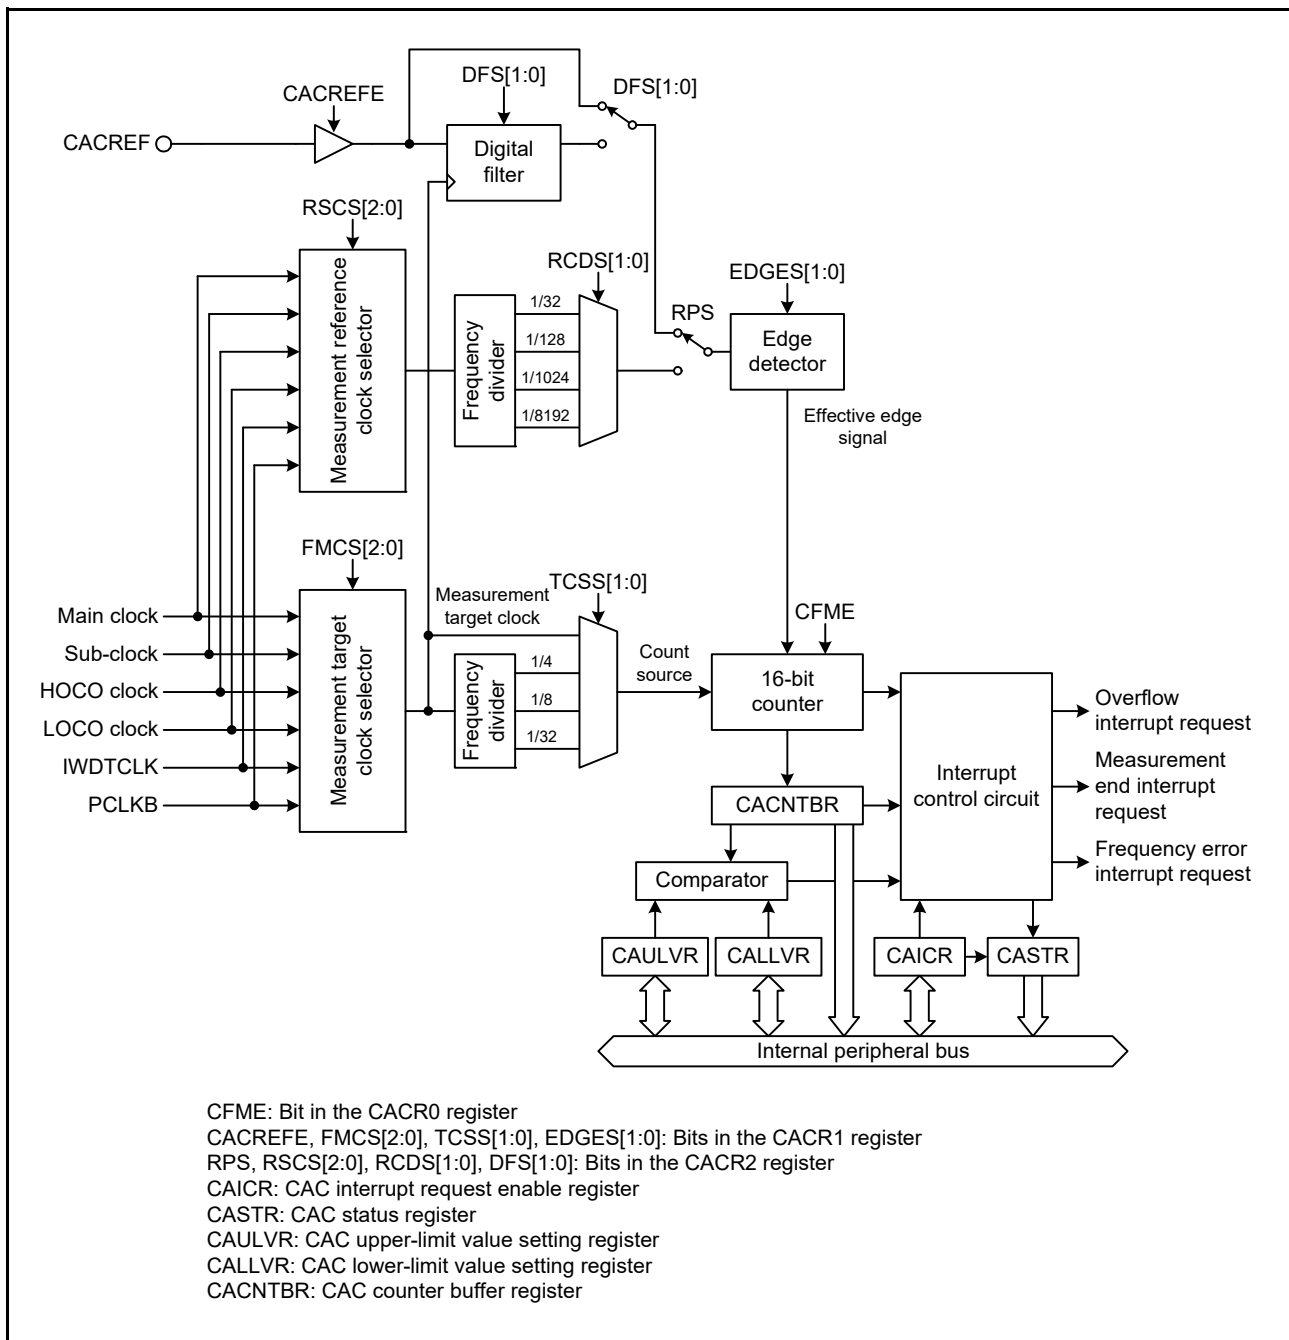 DFS[1:0]
DFS[1:0]
CACREFE
CACREF
Digital
filter
RSCS[2:0]
Measurement reference
clock selector
Frequency
divider
1/32
1/128
1/1024
1/8192
RCDS[1:0]
RPS
EDGES[1:0]
Edge
detector
Effective edge
signal
FMCS[2:0]
Main clock
Sub-clock
HOCO clock
LOCO clock
IWDTCLK
PCLKB
Measurement target
clock selector
Measurement
target clock
TCSS[1:0]
Frequency
divider
1/4
1/8
1/32
Count
source
CFME
16-bit
counter
CACNTBR
Comparator
Interrupt
control circuit
Overflow
interrupt request
Measurement
end interrupt
request
Frequency error
interrupt request
CAULVR
CALLVR
CAICR
CASTR
Internal peripheral bus
CFME: Bit in the CACR0 register
CACREFE, FMCS[2:0], TCSS[1:0], EDGES[1:0]: Bits in the CACR1 register
RPS, RSCS[2:0], RCDS[1:0], DFS[1:0]: Bits in the CACR2 register
CAICR: CAC interrupt request enable register
CASTR: CAC status register
CAULVR: CAC upper-limit value setting register
CALLVR: CAC lower-limit value setting register
CACNTBR: CAC counter buffer register